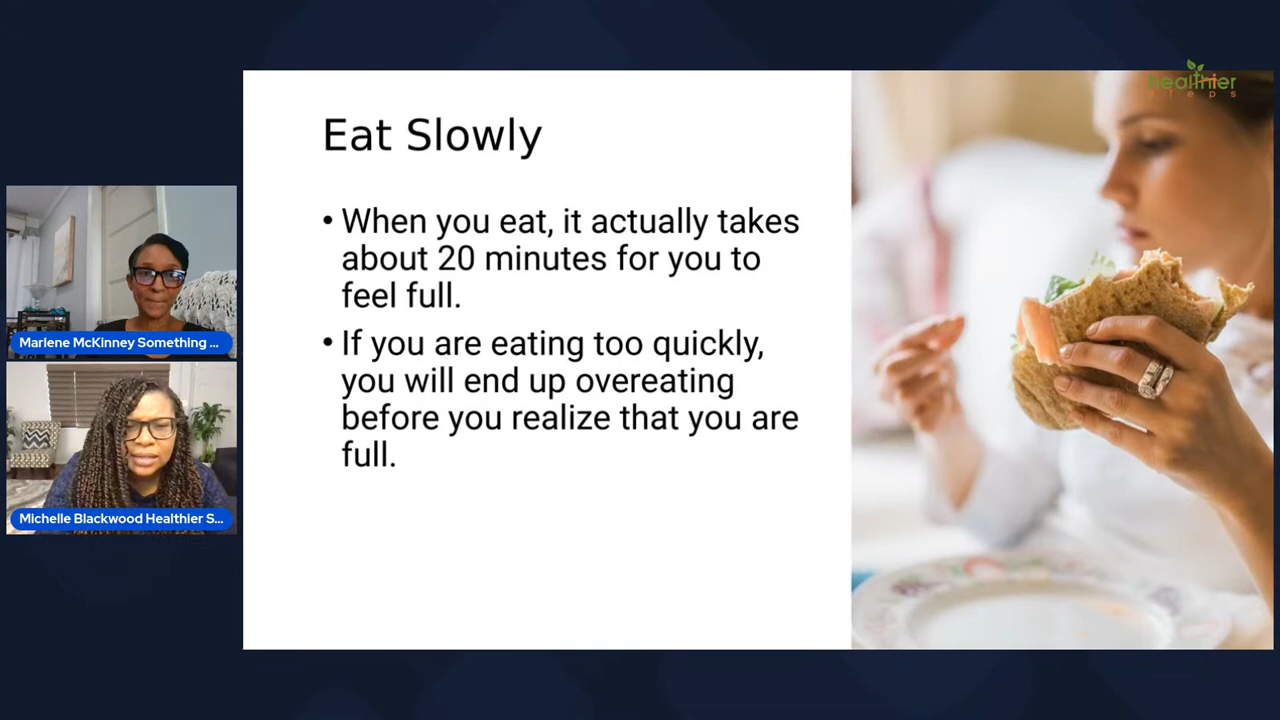 healthier
steps
Eat Slowly
• When you eat, it actually takes
about 20 minutes for you to
feel full.
• If you are eating too quickly,
you will end up overeating
before you realize that you are
full.
Marlene McKinney Something ...
Michelle Blackwood Healthier S...